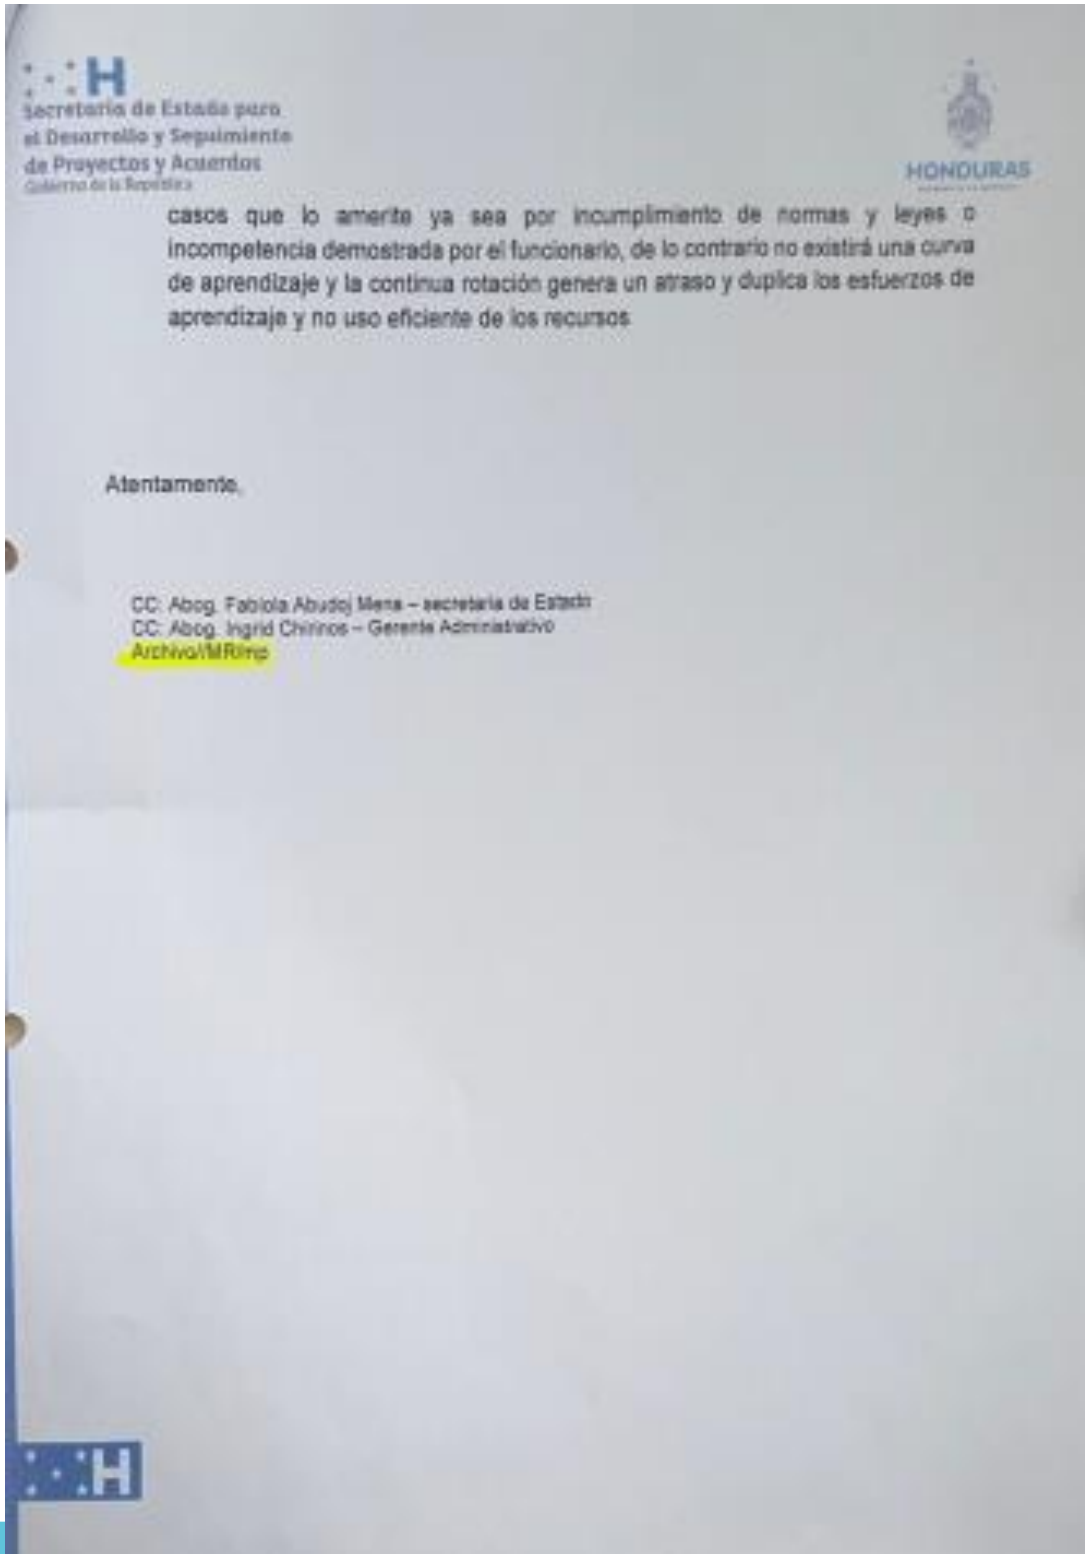 H
Secretaría de Estado para
el Desarrollo y Seguimiento
de Proyectos y Acuerdos
Gobierno de la República
HONDURAS
casos que lo amerite ya sea por incumplimiento de normas y leyes o
incompetencia demostrada por el funcionario, de lo contrario no existirá una curva
de aprendizaje y la continua rotación genera un atraso y duplica los esfuerzos de
aprendizaje y no uso eficiente de los recursos
Atentamente,
CC: Abog. Fabiola Abudoj Mena – secretaria de Estado
CC: Abog. Ingrid Chirinos – Gerente Administrativo
Archivo//MR/mp
H